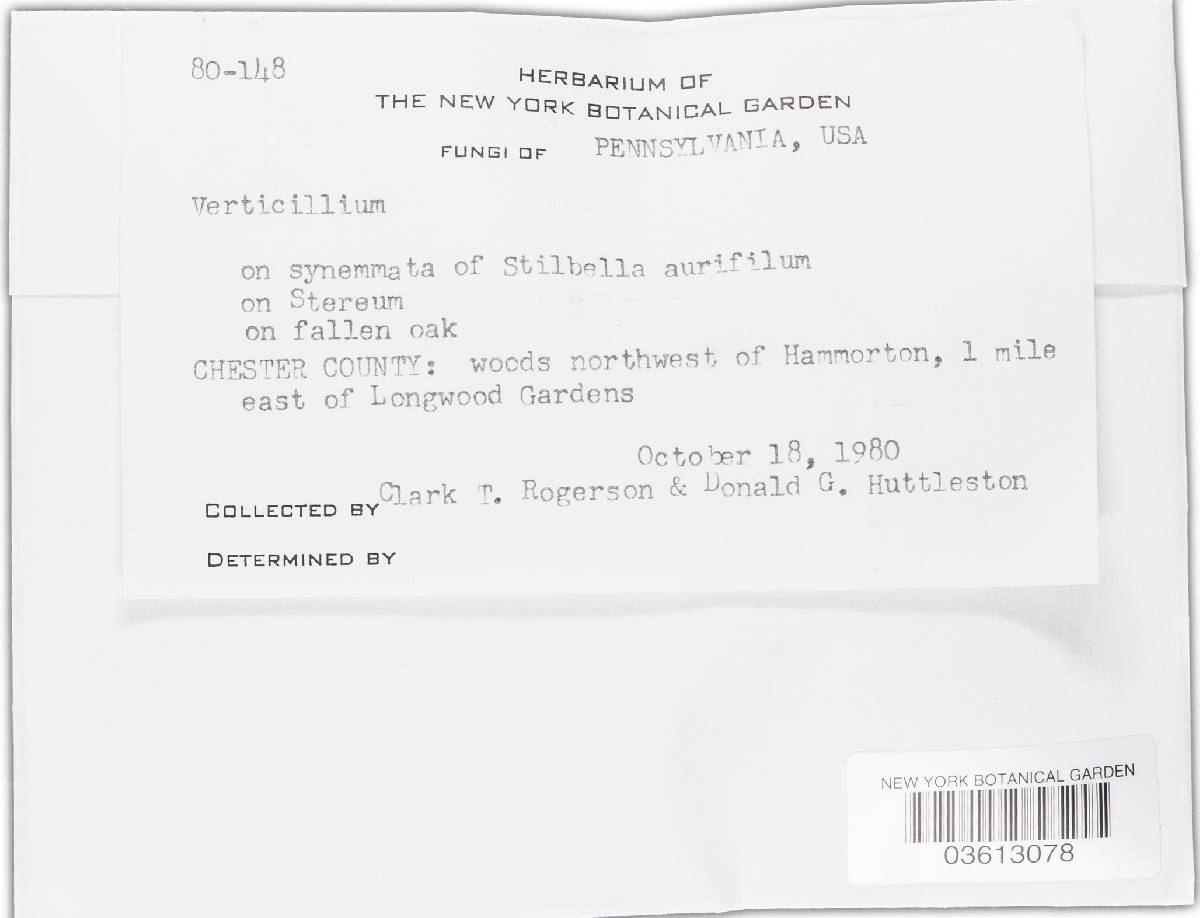 80-148
HERBARIUM OF
THE NEW YORK BOTANICAL GARDEN
FUNGI OF PENNSYLVANIA, USA
Verticillium
on synemmata of Stilbella aurifilum
on Stereum
on fallen oak
CHESTER COUNTY: woods northwest of Hammorton, 1 mile
east of Longwood Gardens
October 18, 1980
COLLECTED BY Clark T. Rogerson & Donald G. Huttleston
DETERMINED BY
NEW YORK BOTANICAL GARDEN
03613078